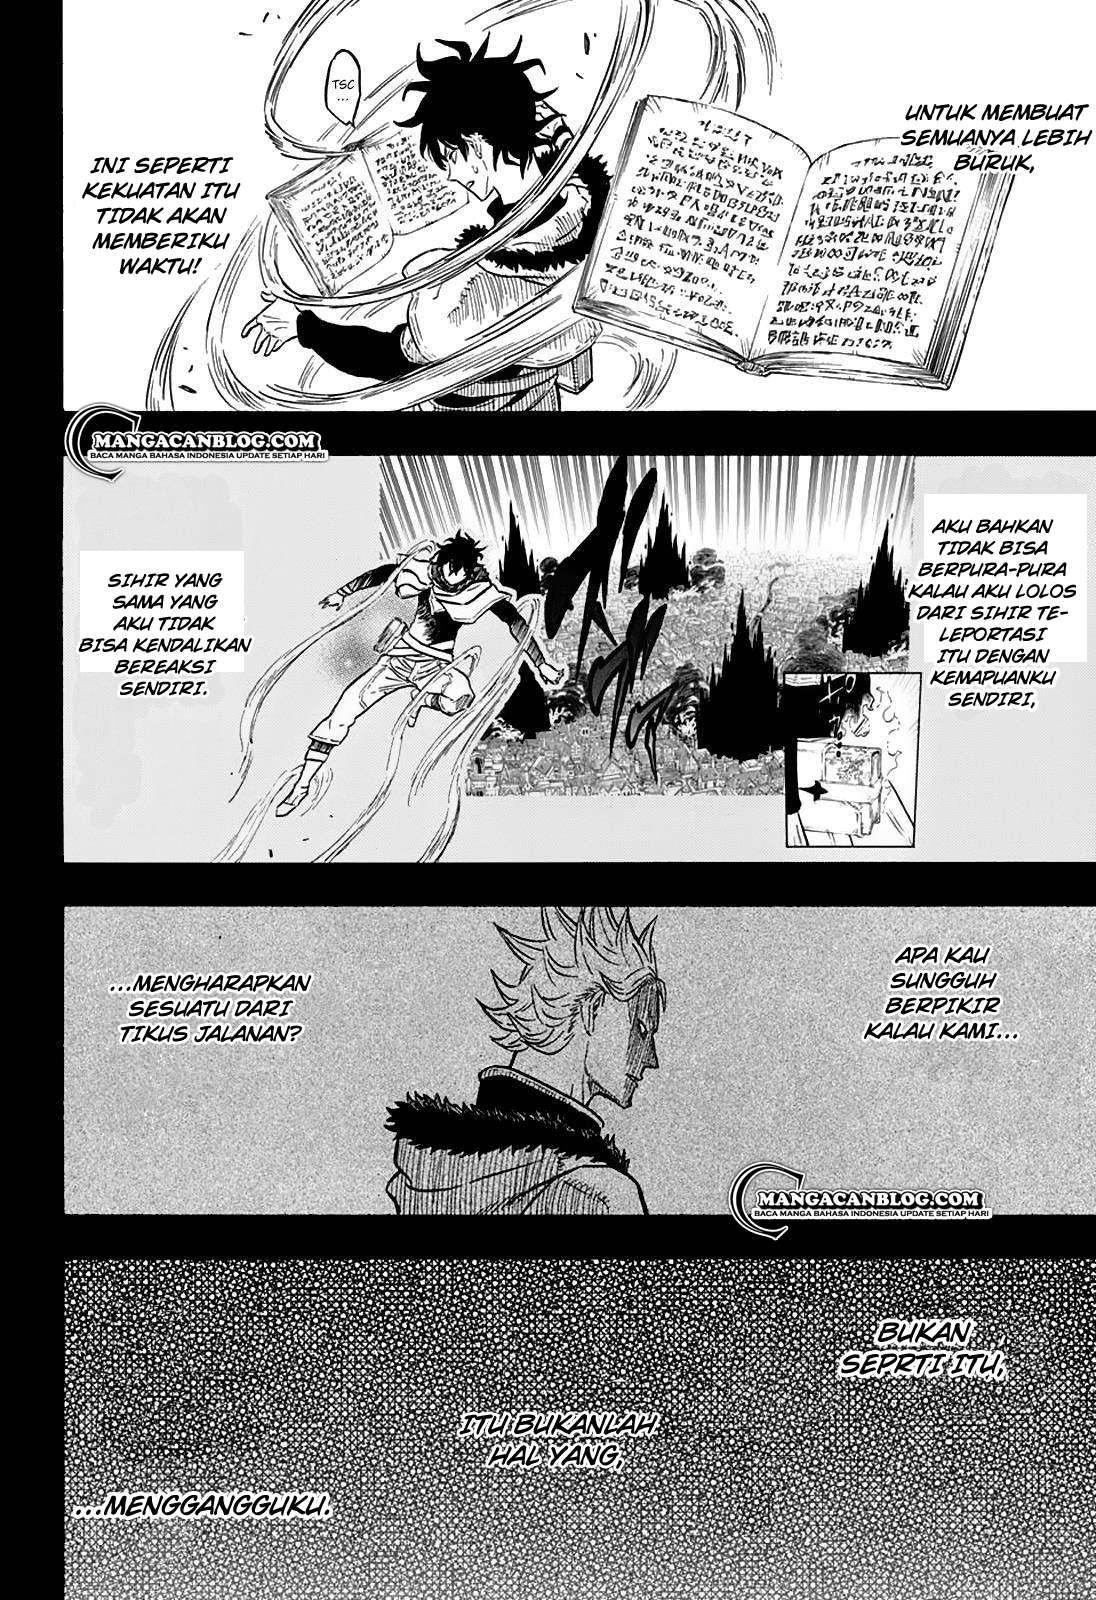 UNTUK MEMBUAT
SEMUANYA LEBIH
BURUK,
TSC
...
INI SEPERTI
KEKUATAN ITU
TIDAK AKAN
MEMBERIKU
WAKTU!
MANGACANBLOG.COM
BACA MANGA BAHASA INDONESIA UPDATE SETIAP HARI
AKU BAHKAN
TIDAK BISA
BERPURA-PURA
KALAU AKU LOLOS
DARI SIHIR TE-
LEPORTASI
ITU DENGAN
KEMAPUANKU
SENDIRI,
SIHIR YANG
SAMA YANG
AKU TIDAK
BISA KENDALIKAN
BEREAKSI
SENDIRI.
APA KAU
SUNGGUH
BERPIKIR
KALAU KAMI...
...MENGHARAPKAN
SESUATU DARI
TIKUS JALANAN?
MANGACANBLOG.COM
BACA MANGA BAHASA INDONESIA UPDATE SETIAP HARI
BUKAN
SEPRTI ITU,
ITU BUKANLAH
HAL YANG,
...MENGGANGGUKU.